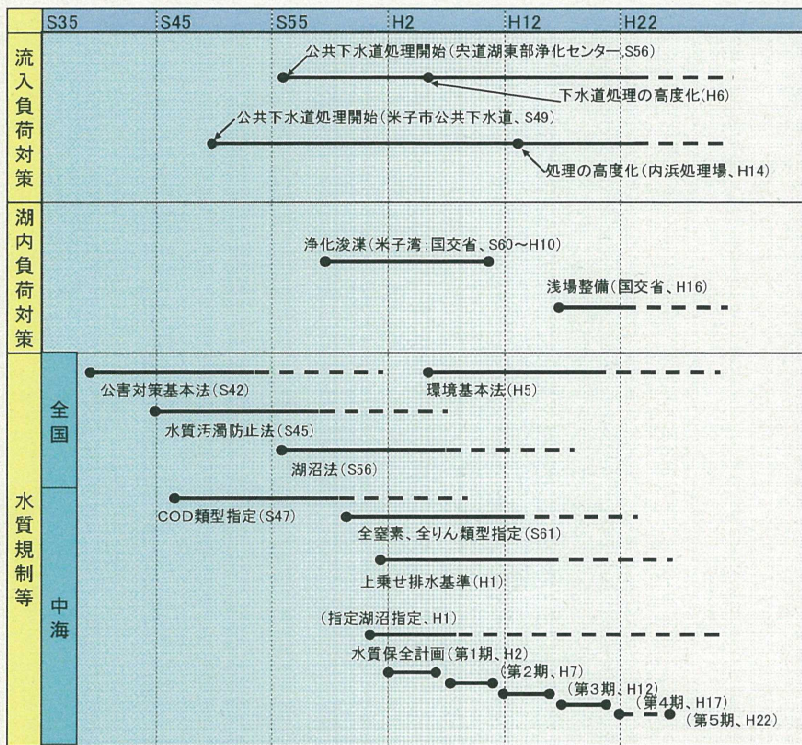 S35 S45 S55 H2 H12 H22
流入負荷対策
公共下水道処理開始(宍道湖東部浄化センター,S56)
下水道処理の高度化(H6)
公共下水道処理開始(米子市公共下水道、S49)
処理の高度化(内浜処理場、H14)
湖内負荷対策
浄化浚渫(米子湾 国交省、S60～H10)
浅場整備(国交省、H16)
水質規制等
全国
公害対策基本法(S42)
環境基本法(H5)
水質汚濁防止法(S45)
湖沼法(S56)
中海
COD類型指定(S47)
全窒素、全りん類型指定(S61)
上乗せ排水基準(H1)
(指定湖沼指定、H1)
水質保全計画(第1期、H2)
(第2期、H7)
(第3期、H12)
(第4期、H17)
(第5期、H22)